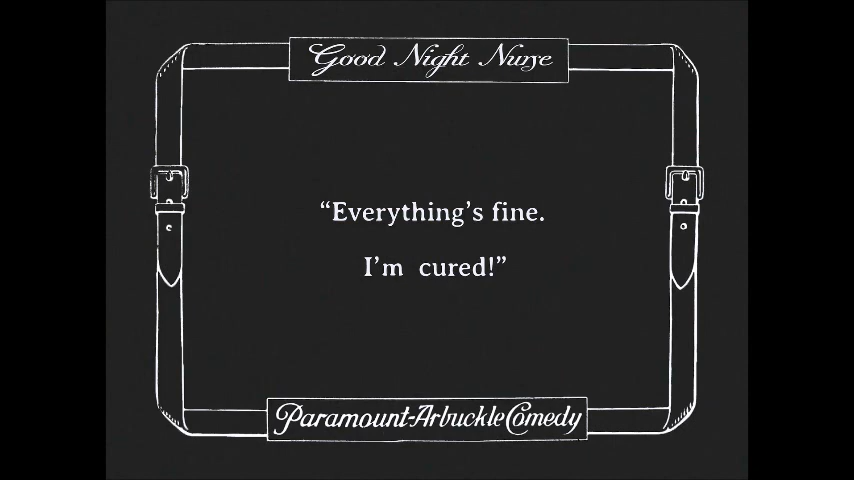 Good Night Nurse
“Everything’s fine.
I’m cured!”
Paramount-Arbuckle Comedy